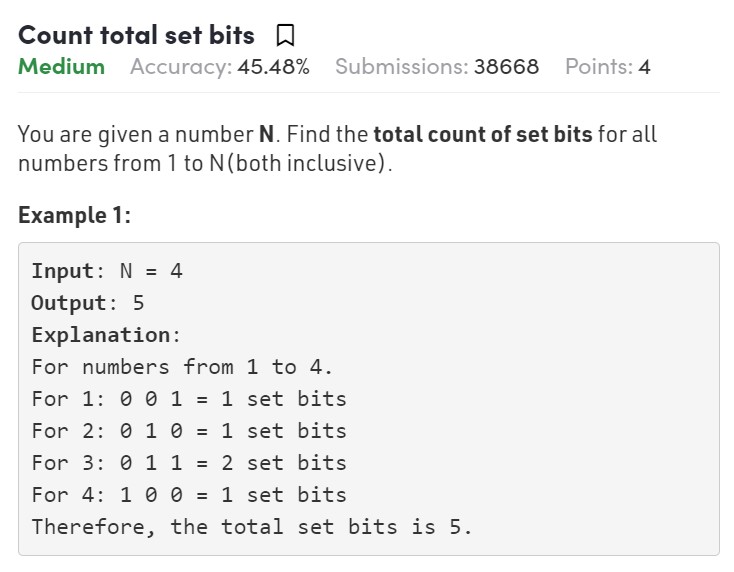 Count total set bits
Medium Accuracy: 45.48% Submissions: 38668 Points: 4
You are given a number N. Find the total count of set bits for all
numbers from 1 to N(both inclusive).
Example 1:
Input: N = 4
Output: 5
Explanation:
For numbers from 1 to 4.
For 1: 0 0 1 = 1 set bits
For 2: 0 1 0 = 1 set bits
For 3: 0 1 1 = 2 set bits
For 4: 1 0 0 = 1 set bits
Therefore, the total set bits is 5.